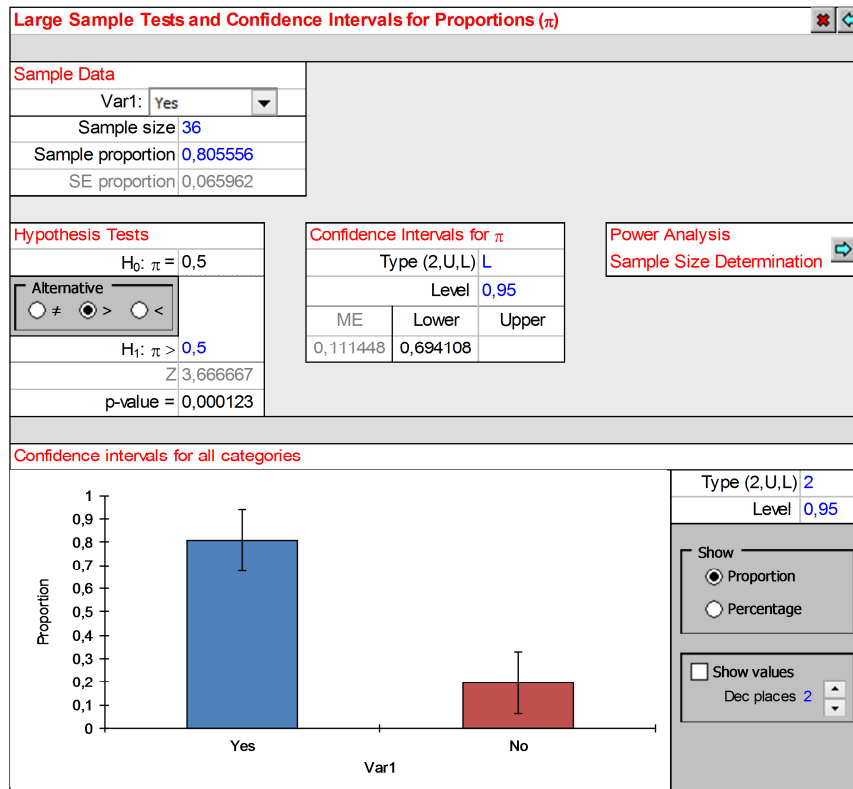 Large Sample Tests and Confidence Intervals for Proportions (π)
Sample Data
Var1: Yes
Sample size 36
Sample proportion 0,805556
SE proportion 0,065962
Hypothesis Tests
H₀: π = 0,5
Alternative
≠ > <
H₁: π > 0,5
Z 3,666667
p-value = 0,000123
Confidence Intervals for π
Type (2,U,L) L
Level 0,95
ME Lower Upper
0,111448 0,694108
Power Analysis
Sample Size Determination
Confidence intervals for all categories
1
0,9
0,8
0,7
0,6
0,5
0,4
0,3
0,2
0,1
0
Proportion
Yes No
Var1
Type (2,U,L) 2
Level 0,95
Show
Proportion
Percentage
Show values
Dec places 2